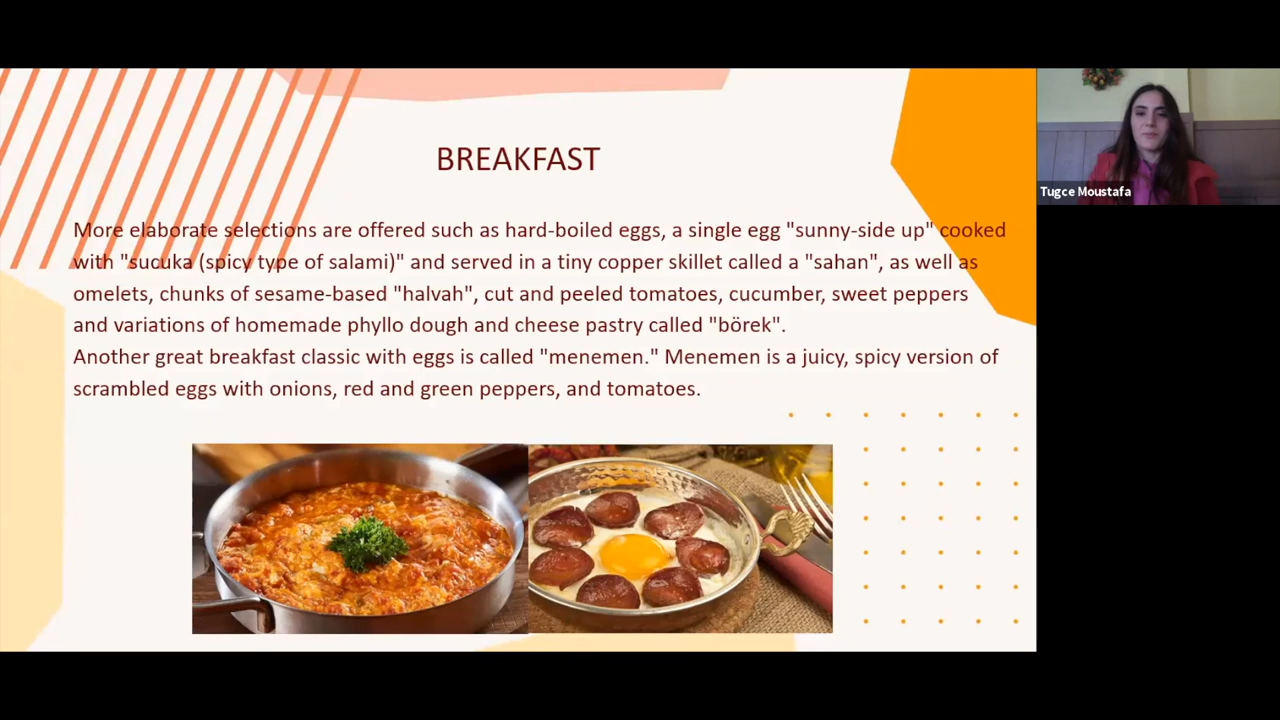 BREAKFAST
More elaborate selections are offered such as hard-boiled eggs, a single egg "sunny-side up" cooked
with "sucuka (spicy type of salami)" and served in a tiny copper skillet called a "sahan", as well as
omelets, chunks of sesame-based "halvah", cut and peeled tomatoes, cucumber, sweet peppers
and variations of homemade phyllo dough and cheese pastry called "börek".
Another great breakfast classic with eggs is called "menemen." Menemen is a juicy, spicy version of
scrambled eggs with onions, red and green peppers, and tomatoes.
Tugce Moustafa